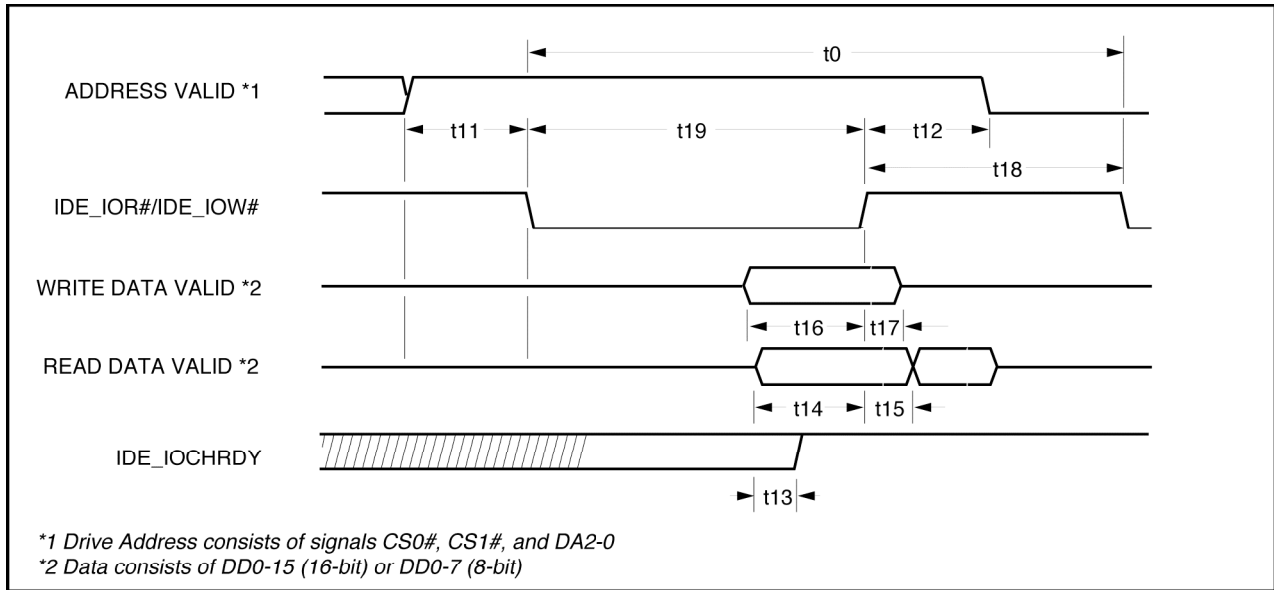 t0
ADDRESS VALID *1
t11
t19
t12
t18
IDE_IOR#/IDE_IOW#
WRITE DATA VALID *2
t16
t17
READ DATA VALID *2
t14
t15
IDE_IOCHRDY
t13
*1 Drive Address consists of signals CS0#, CS1#, and DA2-0
*2 Data consists of DD0-15 (16-bit) or DD0-7 (8-bit)